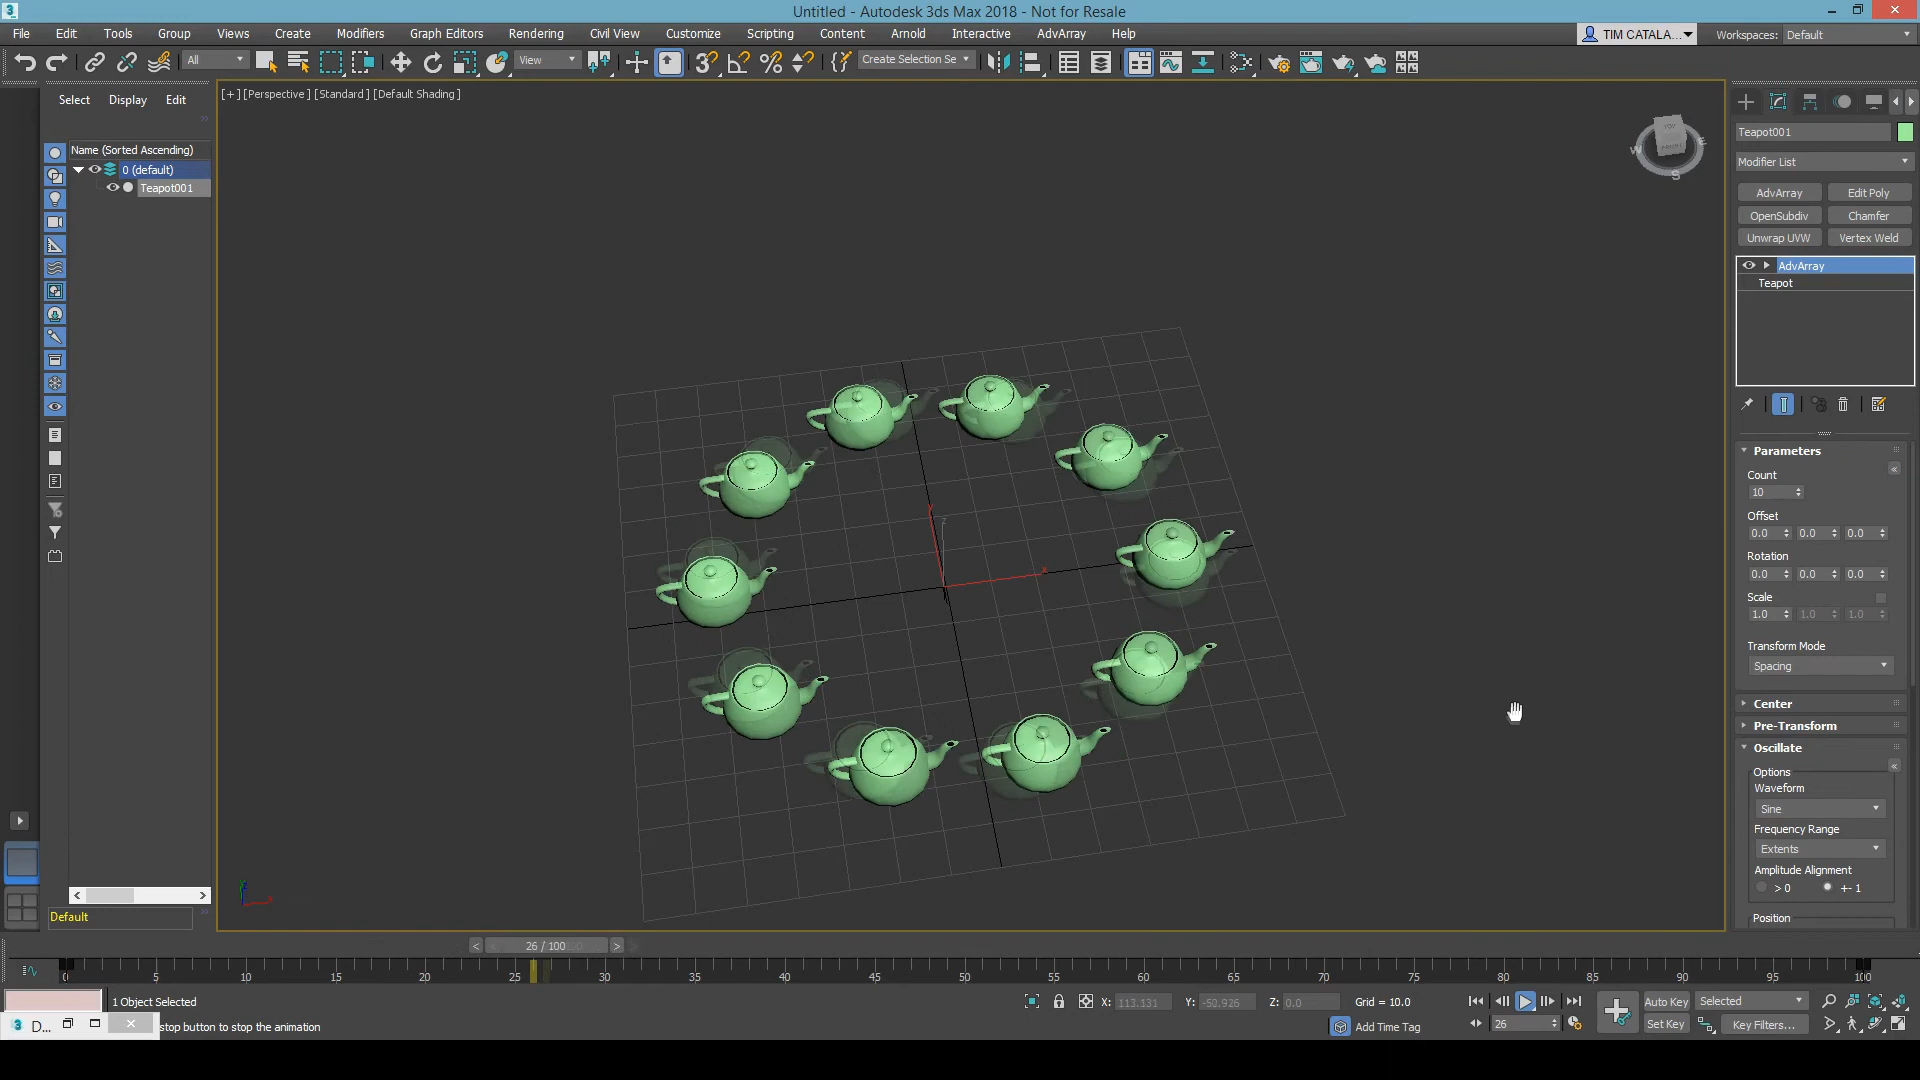 Untitled - Autodesk 3ds Max 2018 - Not for Resale
File Edit Tools Group Views Create Modifiers Graph Editors Rendering Civil View Customize Scripting Content Arnold Interactive AdvArray Help
TIM CATALA... Workspaces: Default
All View Create Selection Se
Select Display Edit
[+] [Perspective ] [Standard ] [Default Shading ]
Name (Sorted Ascending)
0 (default)
Teapot001
Teapot001
Modifier List
AdvArray Edit Poly
OpenSubdiv Chamfer
Unwrap UVW Vertex Weld
AdvArray
Teapot
Parameters
Count
10
Offset
0.0 0.0 0.0
Rotation
0.0 0.0 0.0
Scale
1.0 1.0 1.0
Transform Mode
Spacing
Center
Pre-Transform
Oscillate
Options
Waveform
Sine
Frequency Range
Extents
Amplitude Alignment
> 0 +- 1
Position
Default
26 / 100
0 5 10 15 20 25 30 35 40 45 50 55 60 65 70 75 80 85 90 95 100
1 Object Selected
X: 113.131 Y: -50.926 Z: 0.0 Grid = 10.0
Auto Key Selected
D... stop button to stop the animation
Add Time Tag
26
Set Key Key Filters...